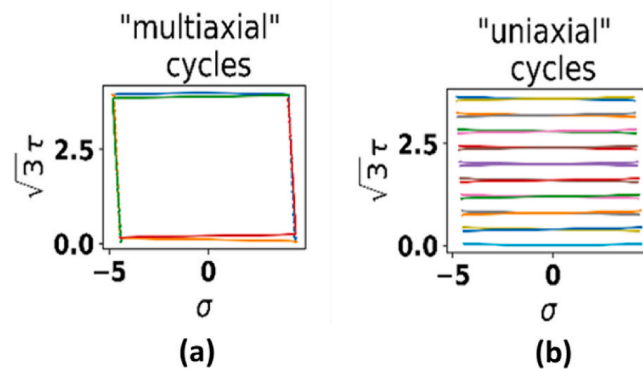 "multiaxial"
cycles
√3 τ
2.5
0.0
−5
0
σ
(a)
"uniaxial"
cycles
√3 τ
2.5
0.0
−5
0
σ
(b)